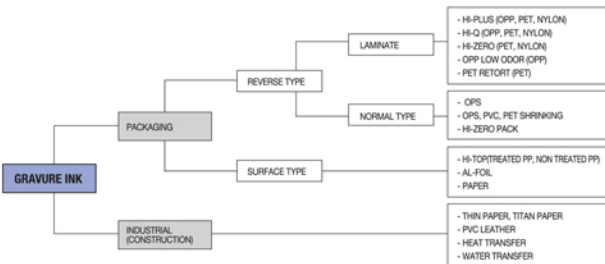 GRAVURE INK
PACKAGING
INDUSTRIAL
(CONSTRUCTION)
REVERSE TYPE
SURFACE TYPE
LAMINATE
NORMAL TYPE
- HI-PLUS (OPP, PET, NYLON)
- HI-Q (OPP, PET, NYLON)
- HI-ZERO (PET, NYLON)
- OPP LOW ODOR (OPP)
- PET RETORT (PET)
- OPS
- OPS, PVC, PET SHRINKING
- HI-ZERO PACK
- HI-TOP(TREATED PP, NON TREATED PP)
- AL-FOIL
- PAPER
- THIN PAPER, TITAN PAPER
- PVC LEATHER
- HEAT TRANSFER
- WATER TRANSFER